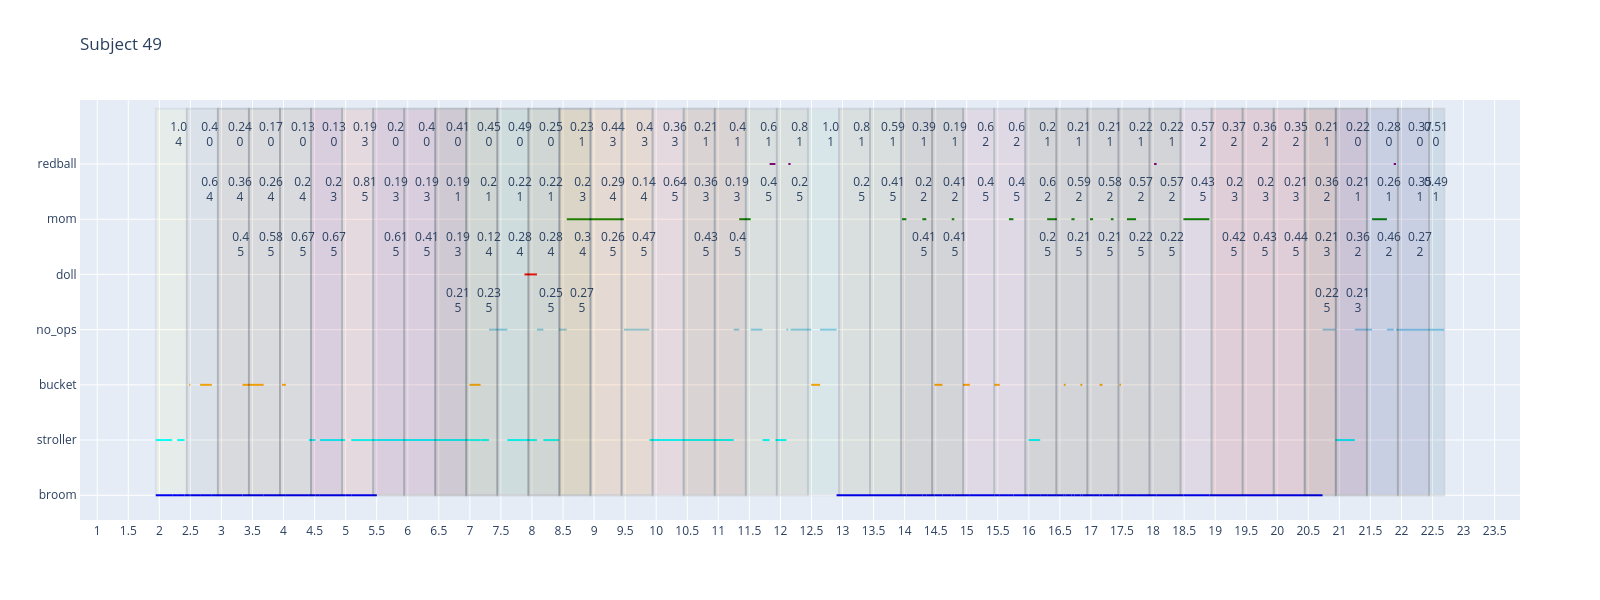 Subject 49
1.0 0.4 0.24 0.17 0.13 0.13 0.19 0.2 0.4 0.41 0.45 0.49 0.25 0.23 0.44 0.4 0.36 0.21 0.4 0.6 0.8 1.0 0.8 0.59 0.39 0.19 0.6 0.6 0.2 0.21 0.21 0.22 0.22 0.57 0.37 0.36 0.35 0.21 0.22 0.28
4 0 0 0 0 0 3 0 0 0 0 0 0 1 3 3 3 1 1 1 1 1 1 1 1 1 2 2 1 1 1 1 1 2 2 2 2 1 0 0 0 0
redball
0.6 0.36 0.26 0.2 0.2 0.81 0.19 0.19 0.19 0.2 0.22 0.22 0.2 0.29 0.14 0.64 0.36 0.19 0.4 0.2 0.2 0.41 0.2 0.41 0.4 0.4 0.6 0.59 0.58 0.57 0.57 0.43 0.2 0.2 0.21 0.36 0.21 0.26
4 4 4 4 3 5 3 3 1 1 1 1 3 4 4 5 3 3 5 5 5 5 2 2 5 5 2 2 2 2 2 5 3 3 3 2 1 1 1 1
mom
0.4 0.58 0.67 0.67 0.61 0.41 0.19 0.12 0.28 0.28 0.3 0.26 0.47 0.43 0.4 0.41 0.41 0.2 0.21 0.21 0.22 0.22 0.42 0.43 0.44 0.21 0.36 0.46 0.27
5 5 5 5 5 5 3 4 4 4 4 5 5 5 5 5 5 5 5 5 5 5 5 5 5 3 2 2 2
doll
0.21 0.23 0.25 0.27 0.22 0.21
5 5 5 5 5 3
no_ops
bucket
stroller
broom
1 1.5 2 2.5 3 3.5 4 4.5 5 5.5 6 6.5 7 7.5 8 8.5 9 9.5 10 10.5 11 11.5 12 12.5 13 13.5 14 14.5 15 15.5 16 16.5 17 17.5 18 18.5 19 19.5 20 20.5 21 21.5 22 22.5 23 23.5